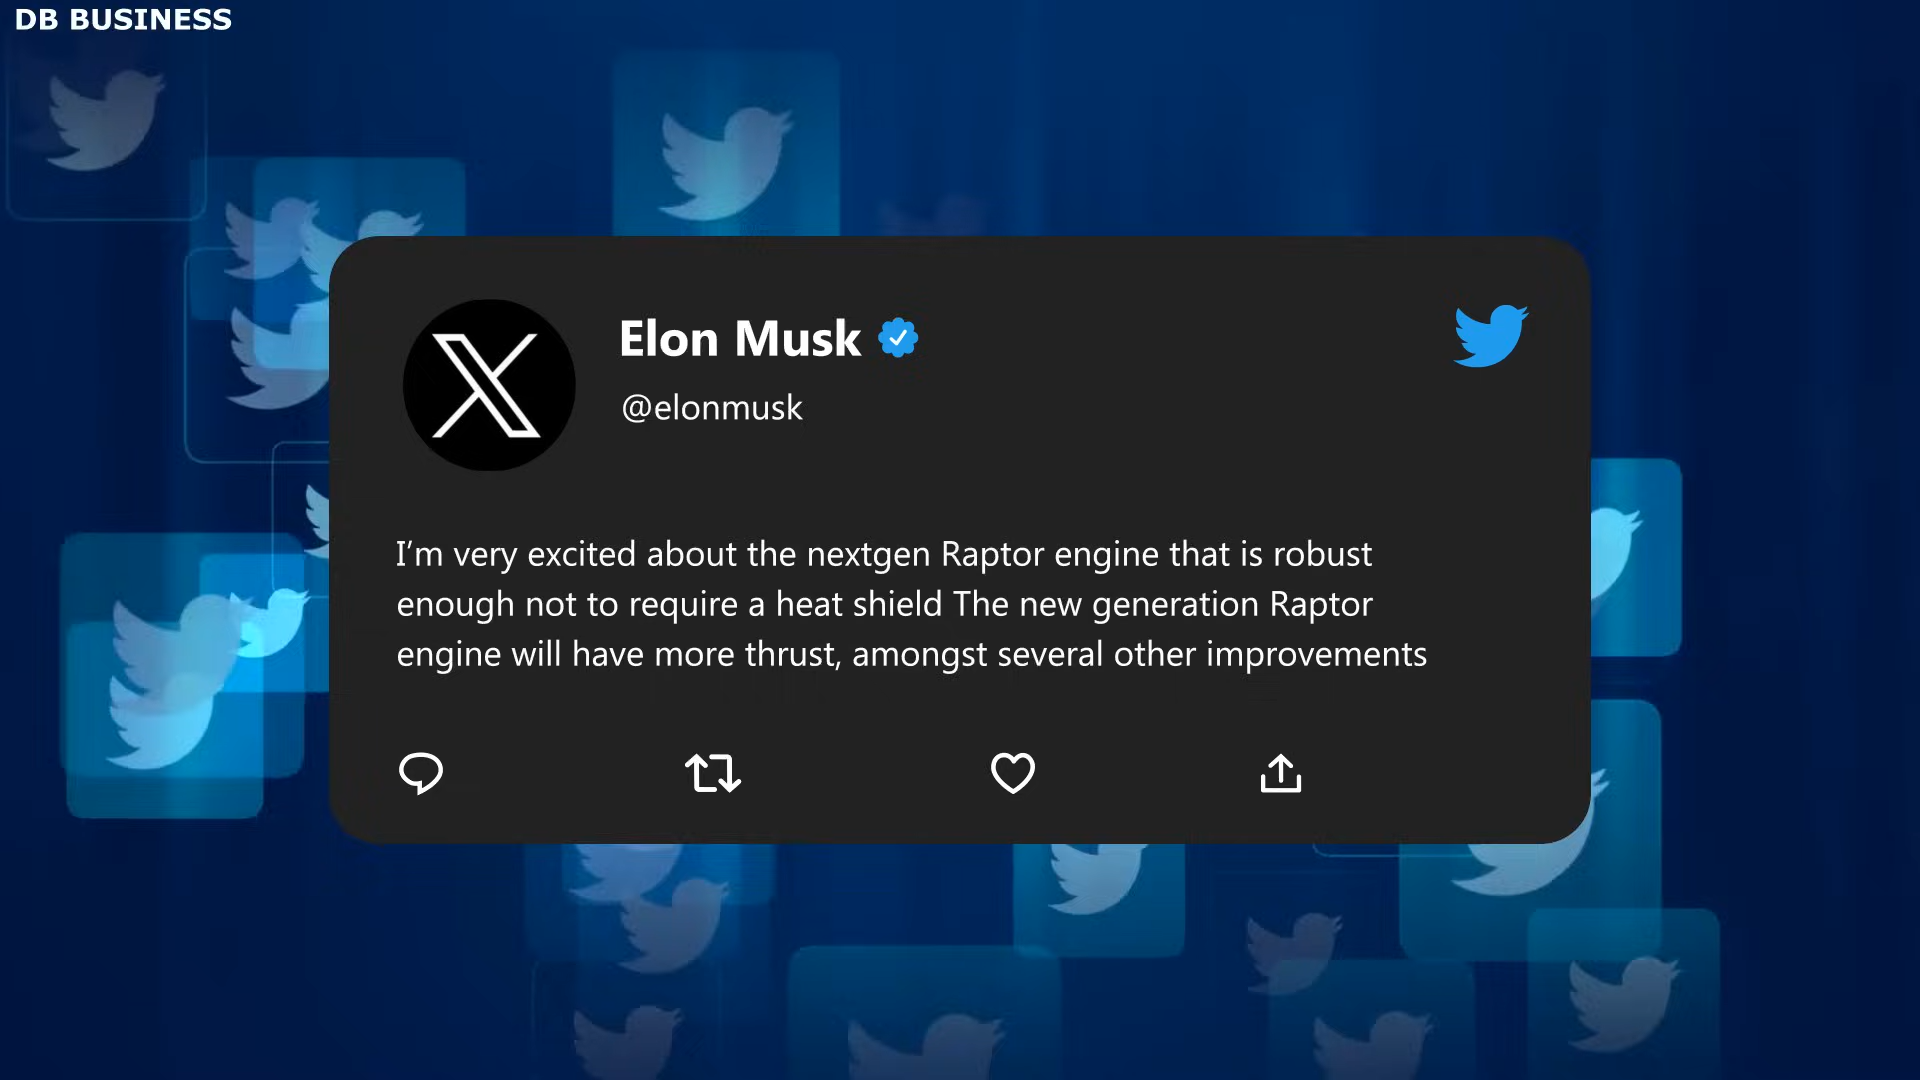 DB BUSINESS
Elon Musk
@elonmusk
I’m very excited about the nextgen Raptor engine that is robust
enough not to require a heat shield The new generation Raptor
engine will have more thrust, amongst several other improvements